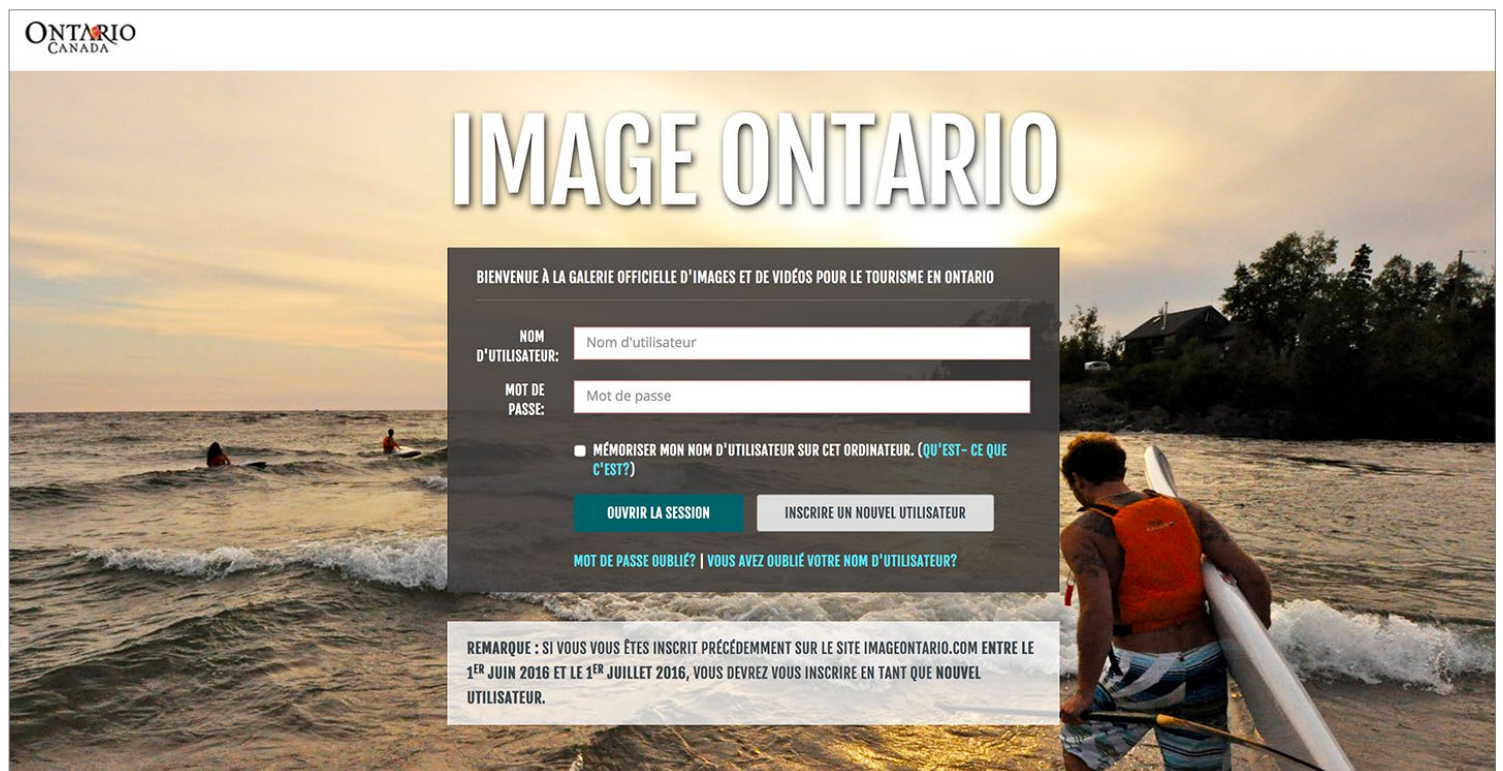 ONTARIO
CANADA
IMAGE ONTARIO
BIENVENUE À LA GALERIE OFFICIELLE D'IMAGES ET DE VIDÉOS POUR LE TOURISME EN ONTARIO
NOM
D'UTILISATEUR:
Nom d'utilisateur
MOT DE
PASSE:
Mot de passe
MÉMORISER MON NOM D'UTILISATEUR SUR CET ORDINATEUR. (QU'EST- CE QUE
C'EST?)
OUVRIR LA SESSION
INSCRIRE UN NOUVEL UTILISATEUR
MOT DE PASSE OUBLIÉ? | VOUS AVEZ OUBLIÉ VOTRE NOM D'UTILISATEUR?
REMARQUE : SI VOUS VOUS ÊTES INSCRIT PRÉCÉDEMMENT SUR LE SITE IMAGEONTARIO.COM ENTRE LE
1ER JUIN 2016 ET LE 1ER JUILLET 2016, VOUS DEVREZ VOUS INSCRIRE EN TANT QUE NOUVEL
UTILISATEUR.